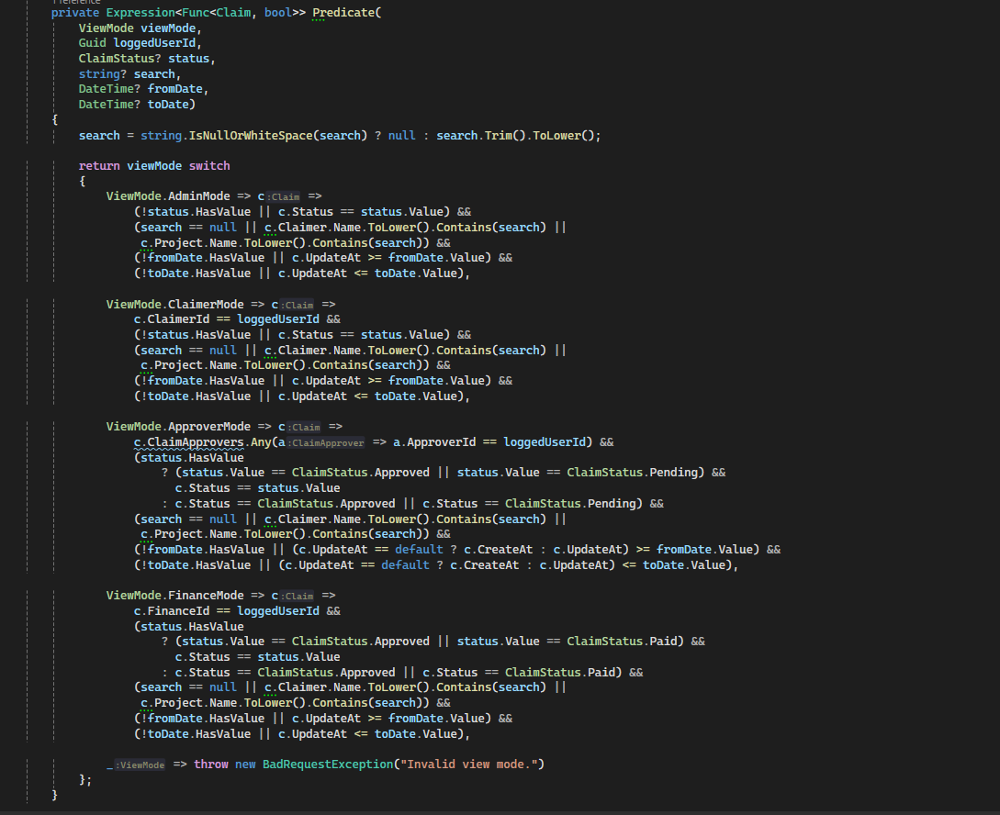 1 reference
private Expression<Func<Claim, bool>> Predicate(
ViewMode viewMode,
Guid loggedUserId,
ClaimStatus? status,
string? search,
DateTime? fromDate,
DateTime? toDate)
{
search = string.IsNullOrWhiteSpace(search) ? null : search.Trim().ToLower();
return viewMode switch
{
ViewMode.AdminMode => c :Claim =>
(!status.HasValue || c.Status == status.Value) &&
(search == null || c.Claimer.Name.ToLower().Contains(search) ||
c.Project.Name.ToLower().Contains(search)) &&
(!fromDate.HasValue || c.UpdateAt >= fromDate.Value) &&
(!toDate.HasValue || c.UpdateAt <= toDate.Value),
ViewMode.ClaimerMode => c :Claim =>
c.ClaimerId == loggedUserId &&
(!status.HasValue || c.Status == status.Value) &&
(search == null || c.Claimer.Name.ToLower().Contains(search) ||
c.Project.Name.ToLower().Contains(search)) &&
(!fromDate.HasValue || c.UpdateAt >= fromDate.Value) &&
(!toDate.HasValue || c.UpdateAt <= toDate.Value),
ViewMode.ApproverMode => c :Claim =>
c.ClaimApprovers.Any(a :ClaimApprover => a.ApproverId == loggedUserId) &&
(status.HasValue
? (status.Value == ClaimStatus.Approved || status.Value == ClaimStatus.Pending) &&
c.Status == status.Value
: c.Status == ClaimStatus.Approved || c.Status == ClaimStatus.Pending) &&
(search == null || c.Claimer.Name.ToLower().Contains(search) ||
c.Project.Name.ToLower().Contains(search)) &&
(!fromDate.HasValue || (c.UpdateAt == default ? c.CreateAt : c.UpdateAt) >= fromDate.Value) &&
(!toDate.HasValue || (c.UpdateAt == default ? c.CreateAt : c.UpdateAt) <= toDate.Value),
ViewMode.FinanceMode => c :Claim =>
c.FinanceId == loggedUserId &&
(status.HasValue
? (status.Value == ClaimStatus.Approved || status.Value == ClaimStatus.Paid) &&
c.Status == status.Value
: c.Status == ClaimStatus.Approved || c.Status == ClaimStatus.Paid) &&
(search == null || c.Claimer.Name.ToLower().Contains(search) ||
c.Project.Name.ToLower().Contains(search)) &&
(!fromDate.HasValue || c.UpdateAt >= fromDate.Value) &&
(!toDate.HasValue || c.UpdateAt <= toDate.Value),
_ :ViewMode => throw new BadRequestException("Invalid view mode.")
};
}